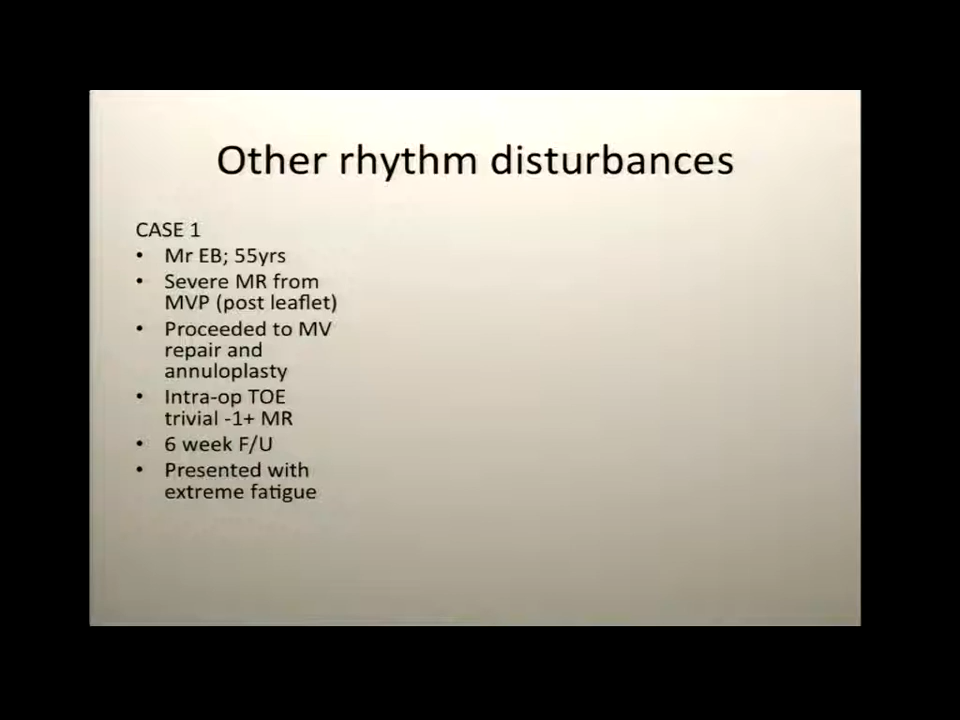 Other rhythm disturbances
CASE 1
• Mr EB; 55yrs
• Severe MR from
MVP (post leaflet)
• Proceeded to MV
repair and
annuloplasty
• Intra-op TOE
trivial -1+ MR
• 6 week F/U
• Presented with
extreme fatigue